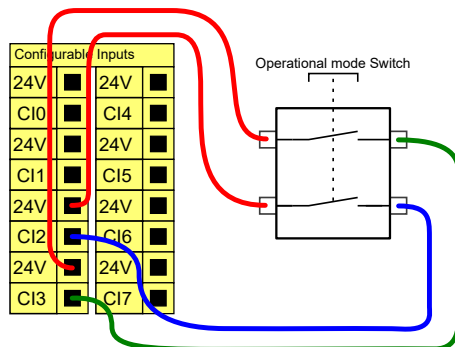 Configurable Inputs
Operational mode Switch
24V 24V
CI0 CI4
24V 24V
CI1 CI5
24V 24V
CI2 CI6
24V 24V
CI3 CI7